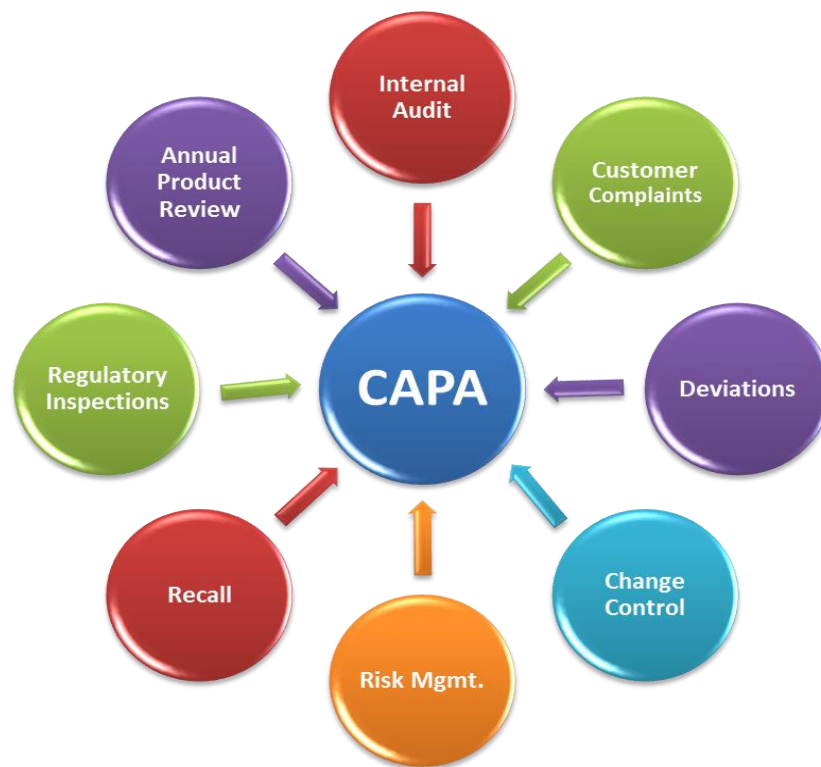 Internal
Audit
Customer
Complaints
Deviations
Change
Control
Risk Mgmt.
Recall
Regulatory
Inspections
Annual
Product
Review
CAPA